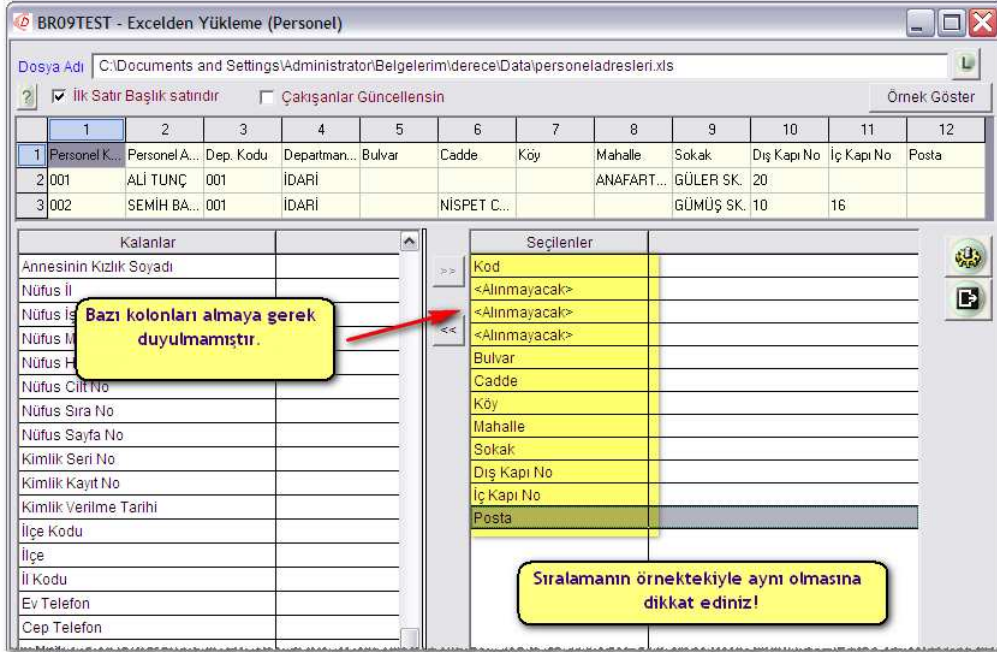 BR09TEST - Excelden Yükleme (Personel)
Dosya Adı C:\Documents and Settings\Administrator\Belgelerim\derece\Data\personeladresleri.xls L
? İlk Satır Başlık satırıdır Çakışanlar Güncellensin Örnek Göster
1 2 3 4 5 6 7 8 9 10 11 12
1 Personel K... Personel A... Dep. Kodu Departman... Bulvar Cadde Köy Mahalle Sokak Dış Kapı No İç Kapı No Posta
2 001 ALİ TUNÇ 001 İDARİ ANAFART... GÜLER SK. 20
3 002 SEMİH BA... 001 İDARİ NİSPET C... GÜMÜŞ SK. 10 16
Kalanlar
Annesinin Kızlık Soyadı
Nüfus İl
Nüfus
Nüfus
Nüfus
Nüfus Cilt No
Nüfus Sıra No
Nüfus Sayfa No
Kimlik Seri No
Kimlik Kayıt No
Kimlik Verilme Tarihi
İlçe Kodu
İlçe
İl Kodu
Ev Telefon
Cep Telefon
Bazı kolonları almaya gerek
duyulmamıştır.
>>
<<
Seçilenler
Kod
<Alınmayacak>
<Alınmayacak>
<Alınmayacak>
Bulvar
Cadde
Köy
Mahalle
Sokak
Dış Kapı No
İç Kapı No
Posta
Sıralamanın örnektekiyle aynı olmasına
dikkat ediniz!